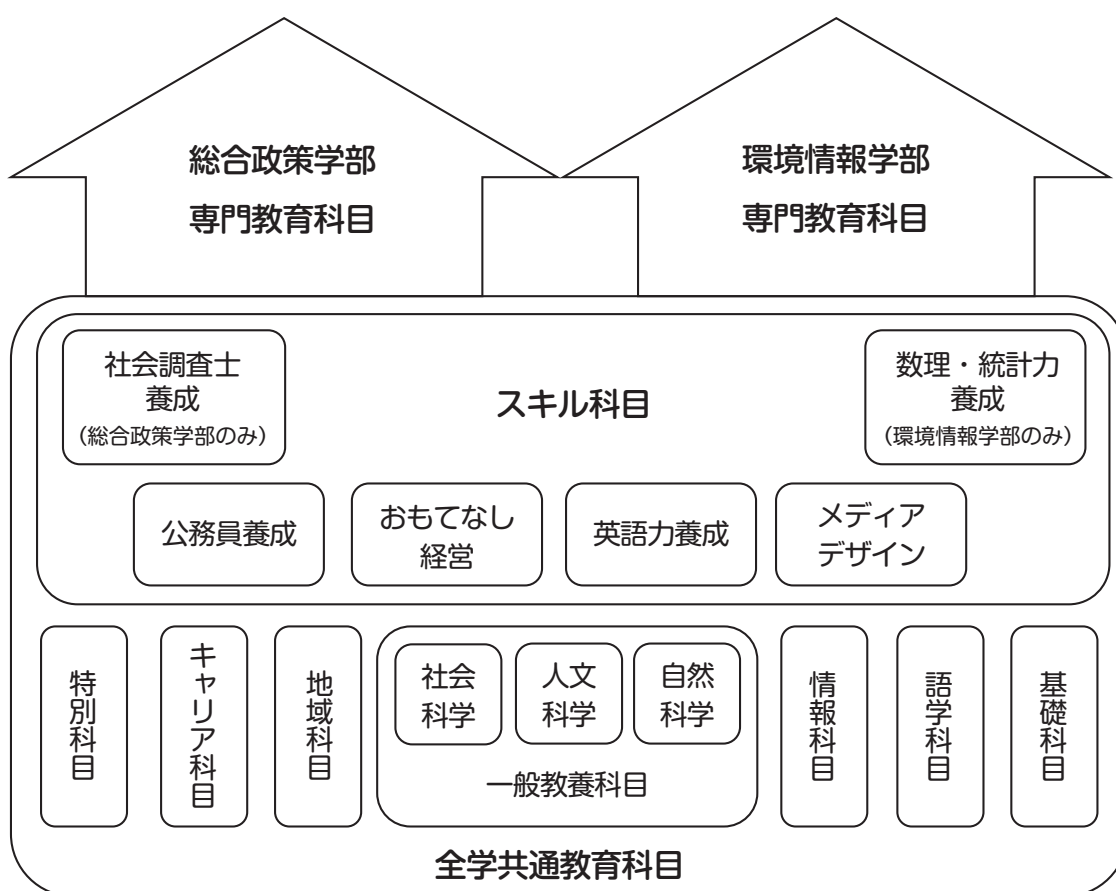 総合政策学部
専門教育科目
環境情報学部
専門教育科目
社会調査士
養成
(総合政策学部のみ)
スキル科目
数理・統計力
養成
(環境情報学部のみ)
公務員養成
おもてなし
経営
英語力養成
メディア
デザイン
特別科目
キャリア科目
地域科目
社会
科学
人文
科学
自然
科学
一般教養科目
情報科目
語学科目
基礎科目
全学共通教育科目